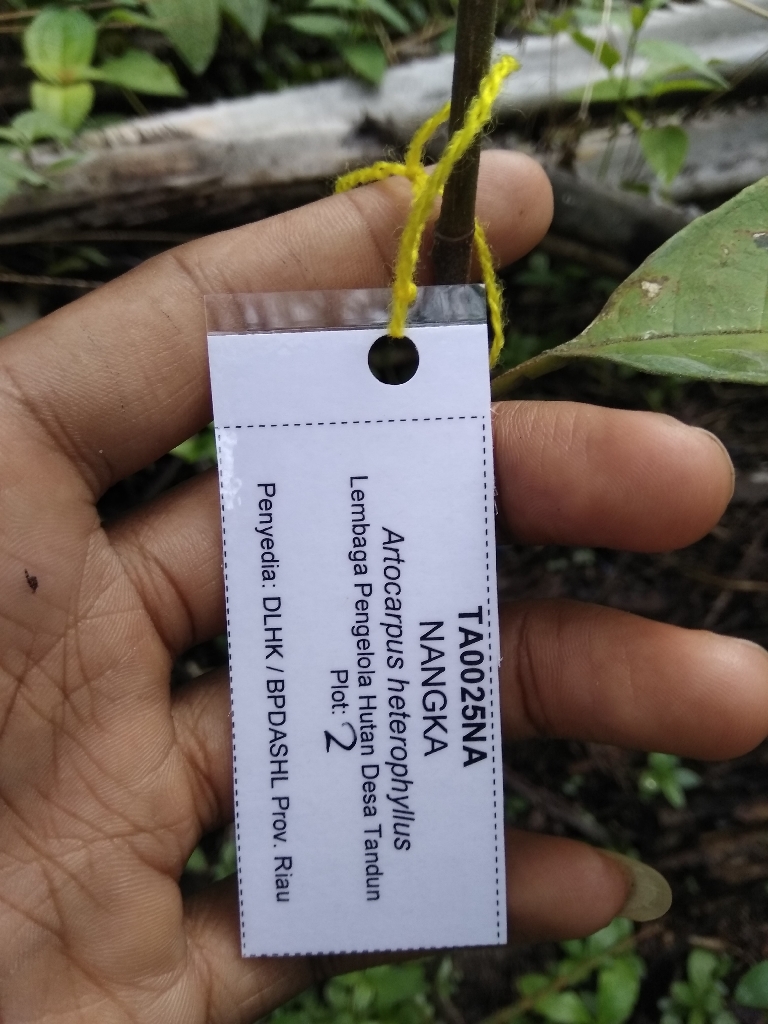 TA0025NA
NANGKA
Artocarpus heterophyllus
Lembaga Pengelola Hutan Desa Tandun
Plot: 2
Penyedia: DLHK / BPDASHL Prov. Riau